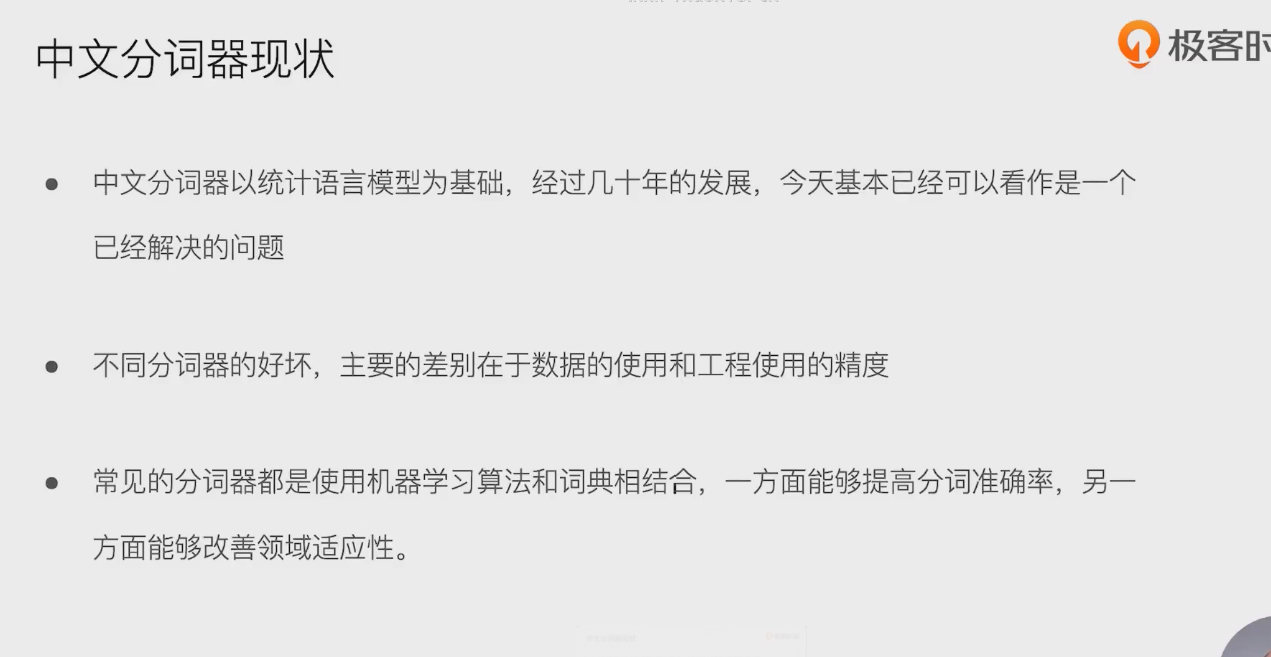 中文分词器现状
极客时
中文分词器以统计语言模型为基础，经过几十年的发展，今天基本已经可以看作是一个
已经解决的问题
不同分词器的好坏，主要的差别在于数据的使用和工程使用的精度
常见的分词器都是使用机器学习算法和词典相结合，一方面能够提高分词准确率，另一
方面能够改善领域适应性。